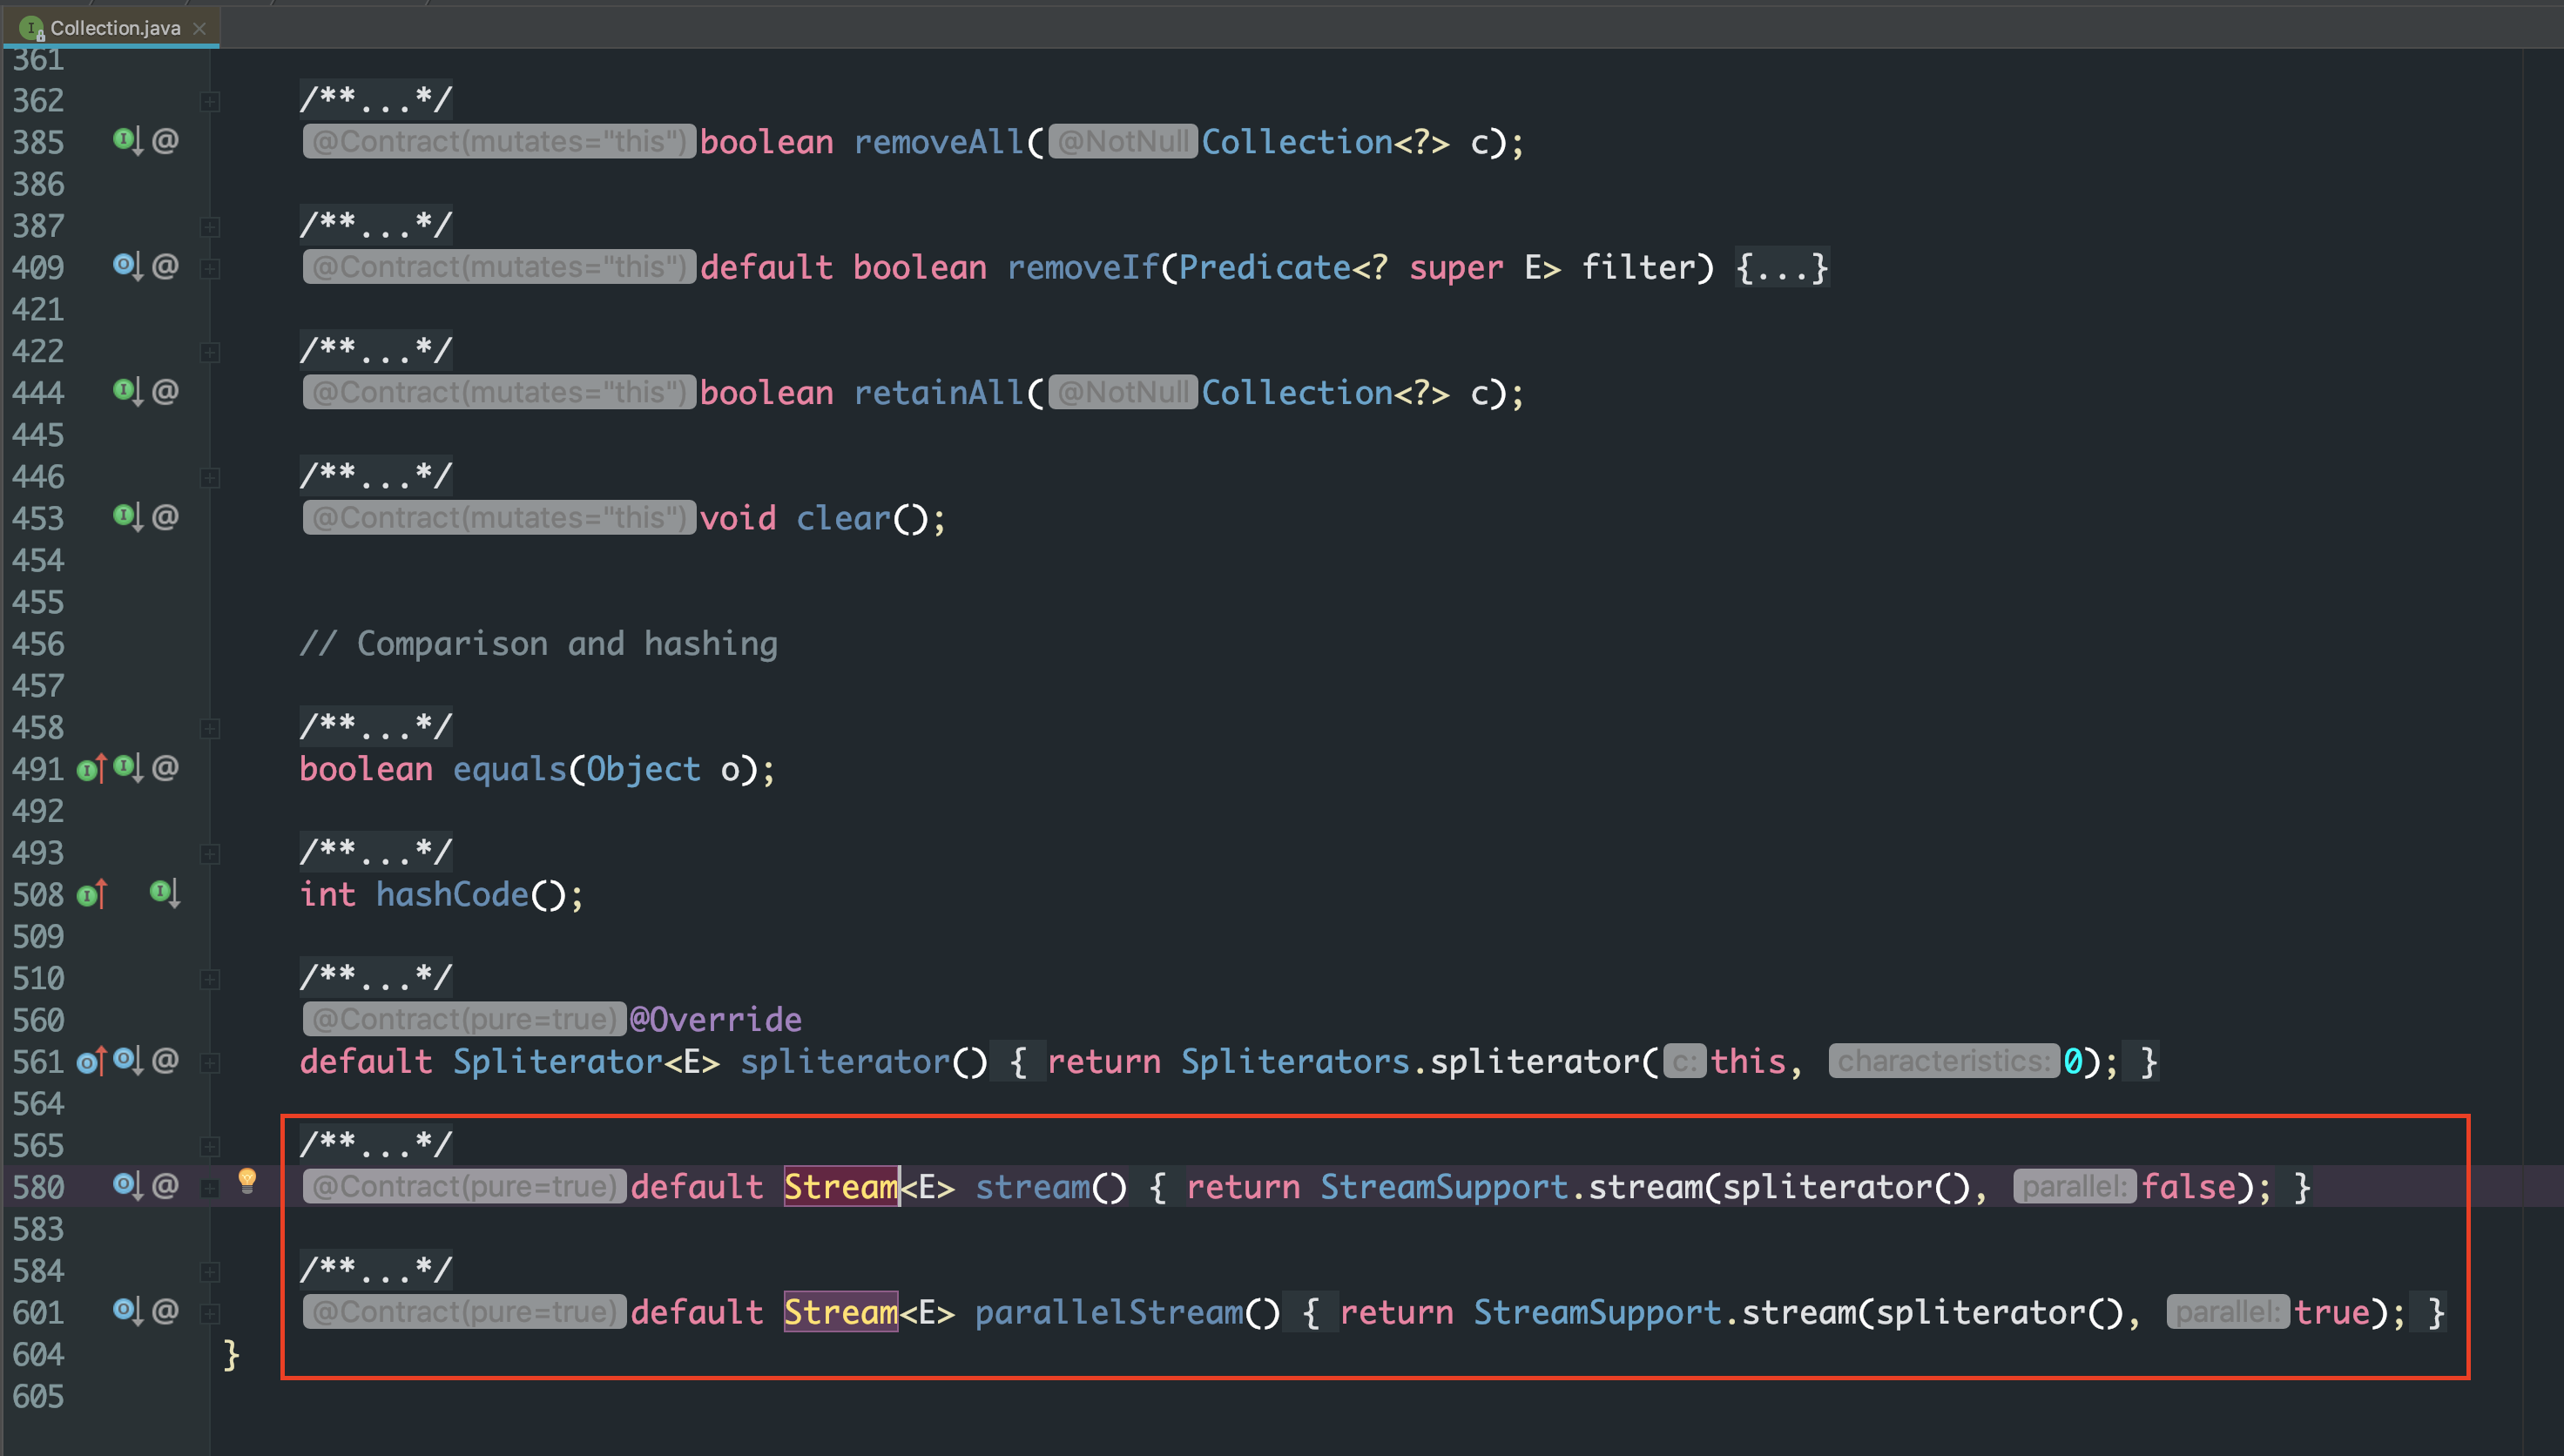 Collection.java
361
362 /**...*/
385 @ @Contract(mutates="this") boolean removeAll(@NotNull Collection<?> c);
386
387 /**...*/
409 @ @Contract(mutates="this") default boolean removeIf(Predicate<? super E> filter) {...}
421
422 /**...*/
444 @ @Contract(mutates="this") boolean retainAll(@NotNull Collection<?> c);
445
446 /**...*/
453 @ @Contract(mutates="this") void clear();
454
455
456 // Comparison and hashing
457
458 /**...*/
491 @ boolean equals(Object o);
492
493 /**...*/
508 int hashCode();
509
510 /**...*/
560 @Contract(pure=true) @Override
561 @ default Spliterator<E> spliterator() { return Spliterators.spliterator( c: this, characteristics: 0); }
564
565 /**...*/
580 @ @Contract(pure=true) default Stream<E> stream() { return StreamSupport.stream(spliterator(), parallel: false); }
583
584 /**...*/
601 @ @Contract(pure=true) default Stream<E> parallelStream() { return StreamSupport.stream(spliterator(), parallel: true); }
604 }
605